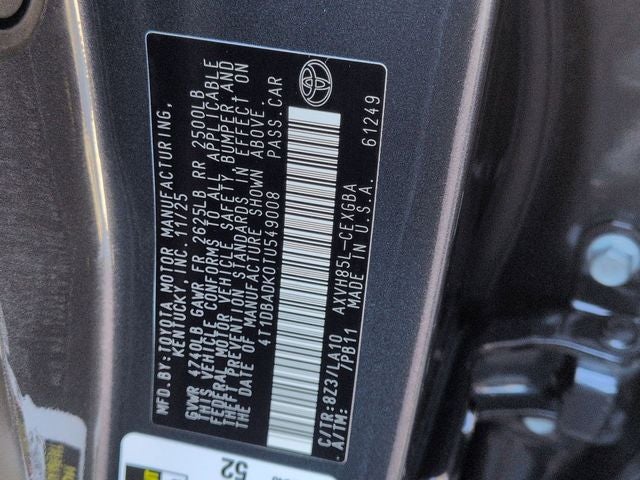 MFD.BY:TOYOTA MOTOR MANUFACTURING,
KENTUCKY, INC. 11/25
GVWR 4740LB GAWR FR 2625LB RR 2500LB
THIS VEHICLE CONFORMS TO ALL APPLICABLE
FEDERAL MOTOR VEHICLE SAFETY, BUMPER AND
THEFT PREVENTION STANDARDS IN EFFECT ON
THE DATE OF MANUFACTURE SHOWN ABOVE.
4T1DBADK0TU549008 PASS.CAR
C/TR:8Z3/LA10 AXVH85L-CEXGBA
A/TM: 7PB11 MADE IN U.S.A. 61249
52